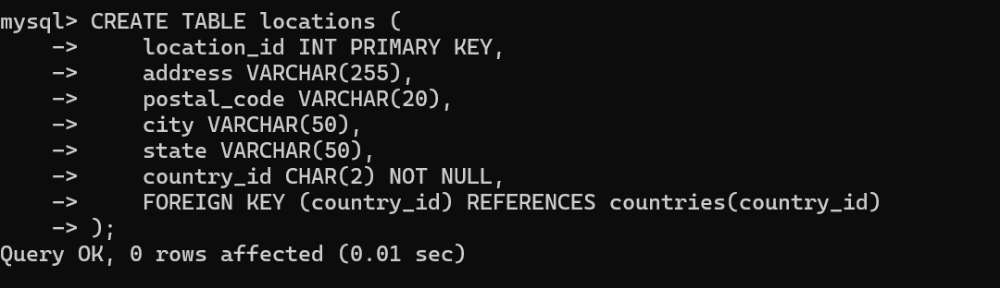 mysql> CREATE TABLE locations (
    ->     location_id INT PRIMARY KEY,
    ->     address VARCHAR(255),
    ->     postal_code VARCHAR(20),
    ->     city VARCHAR(50),
    ->     state VARCHAR(50),
    ->     country_id CHAR(2) NOT NULL,
    ->     FOREIGN KEY (country_id) REFERENCES countries(country_id)
    -> );
Query OK, 0 rows affected (0.01 sec)